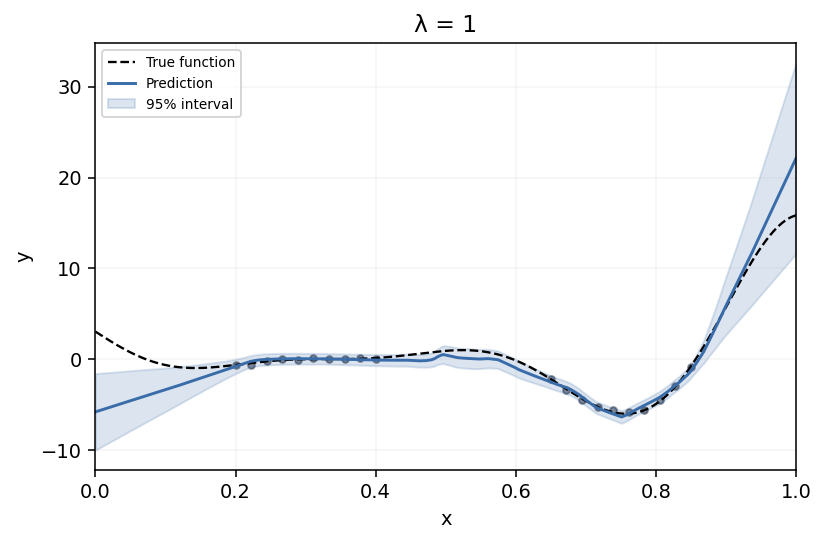 λ = 1
True function
Prediction
95% interval
30
20
10
0
−10
y
0.0 0.2 0.4 0.6 0.8 1.0
x